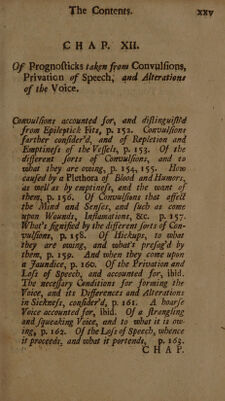 The Contents. xxv
CHAP. XII.
Of Prognosticks taken from Convulsions,
Privation of Speech, and Alterations
of the Voice.
Convulsions accounted for, and distinguist'd
from Epileptick Fits, p. 152. Convulsions
farther consider'd, and of Repletion and
Emptiness of the Vessels, p. 153. Of the
different sorts of Convulsions, and to
what they are owing, p. 154, 155. How
caused by a Plethora of Blood and Humors,
as well as by emptiness, and the want of
them, p. 156. Of Convulsions that affect
the Mind and Senses, and such as come
upon Wounds, Inflamations, &c. p. 157.
What's signified by the different sorts of Con-
vulsions, p. 158. Of Hickups, to what
they are owing, and what's presag'd by
them, p. 159. And when they come upon
a Jaundice, p. 160. Of the Privation and
Loss of Speech, and accounted for, ibid.
The necessary Conditions for forming the
Voice, and its Differences and Alterations
in Sickness, consider'd, p. 161. A hoarse
Voice accounted for, ibid. Of a strangling
and squeaking Voice, and to what it is ow-
ing, p. 162. Of the Loss of Speech, whence
it proceeds, and what it portends, p. 163.
CHAP.